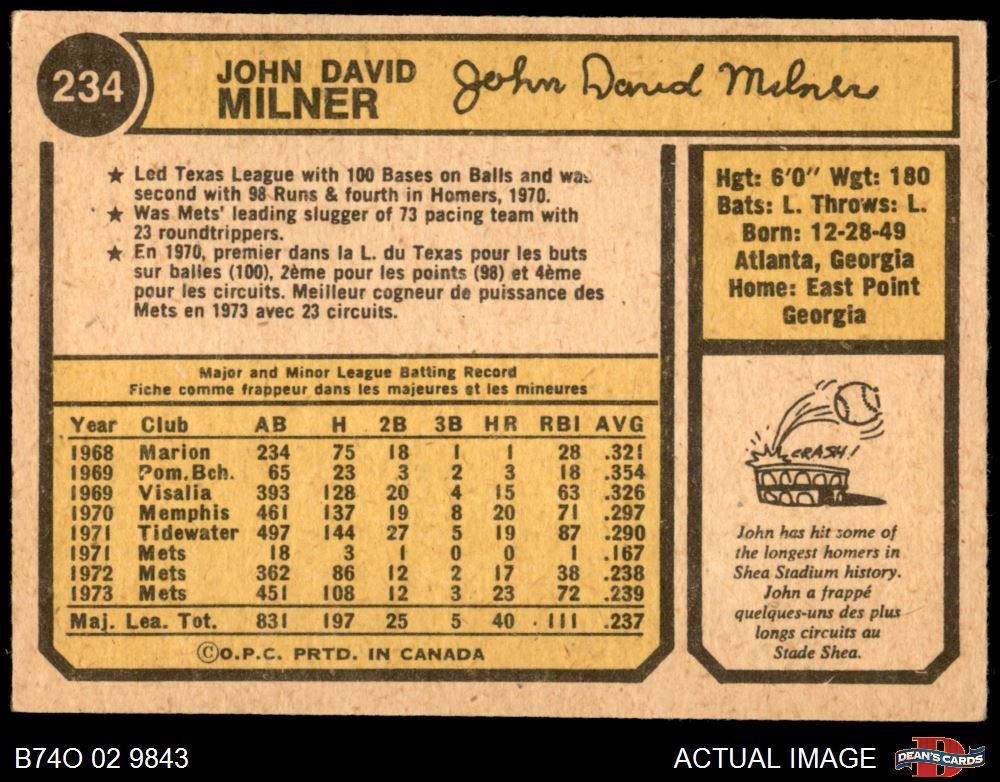 234
JOHN DAVID
MILNER
John David Milner
★ Led Texas League with 100 Bases on Balls and was
second with 98 Runs & fourth in Homers, 1970.
★ Was Mets' leading slugger of 73 pacing team with
23 roundtrippers.
★ En 1970, premier dans la L. du Texas pour les buts
sur balles (100), 2ème pour les points (98) et 4ème
pour les circuits. Meilleur cogneur de puissance des
Mets en 1973 avec 23 circuits.
Hgt: 6'0" Wgt: 180
Bats: L. Throws: L.
Born: 12-28-49
Atlanta, Georgia
Home: East Point
Georgia
Major and Minor League Batting Record
Fiche comme frappeur dans les majeures et les mineures
Year Club AB H 2B 3B HR RBI AVG
1968 Marion 234 75 18 1 1 28 .321
1969 Pom. Bch. 65 23 3 2 3 18 .354
1969 Visalia 393 128 20 4 15 63 .326
1970 Memphis 461 137 19 8 20 71 .297
1971 Tidewater 497 144 27 5 19 87 .290
1971 Mets 18 3 1 0 0 1 .167
1972 Mets 362 86 12 2 17 38 .238
1973 Mets 451 108 12 3 23 72 .239
Maj. Lea. Tot. 831 197 25 5 40 111 .237
©O.P.C. PRTD. IN CANADA
CRASH!
John has hit some of
the longest homers in
Shea Stadium history.
John a frappé
quelques-uns des plus
longs circuits au
Stade Shea.
B74O 02 9843
ACTUAL IMAGE
D
DEAN'S CARDS